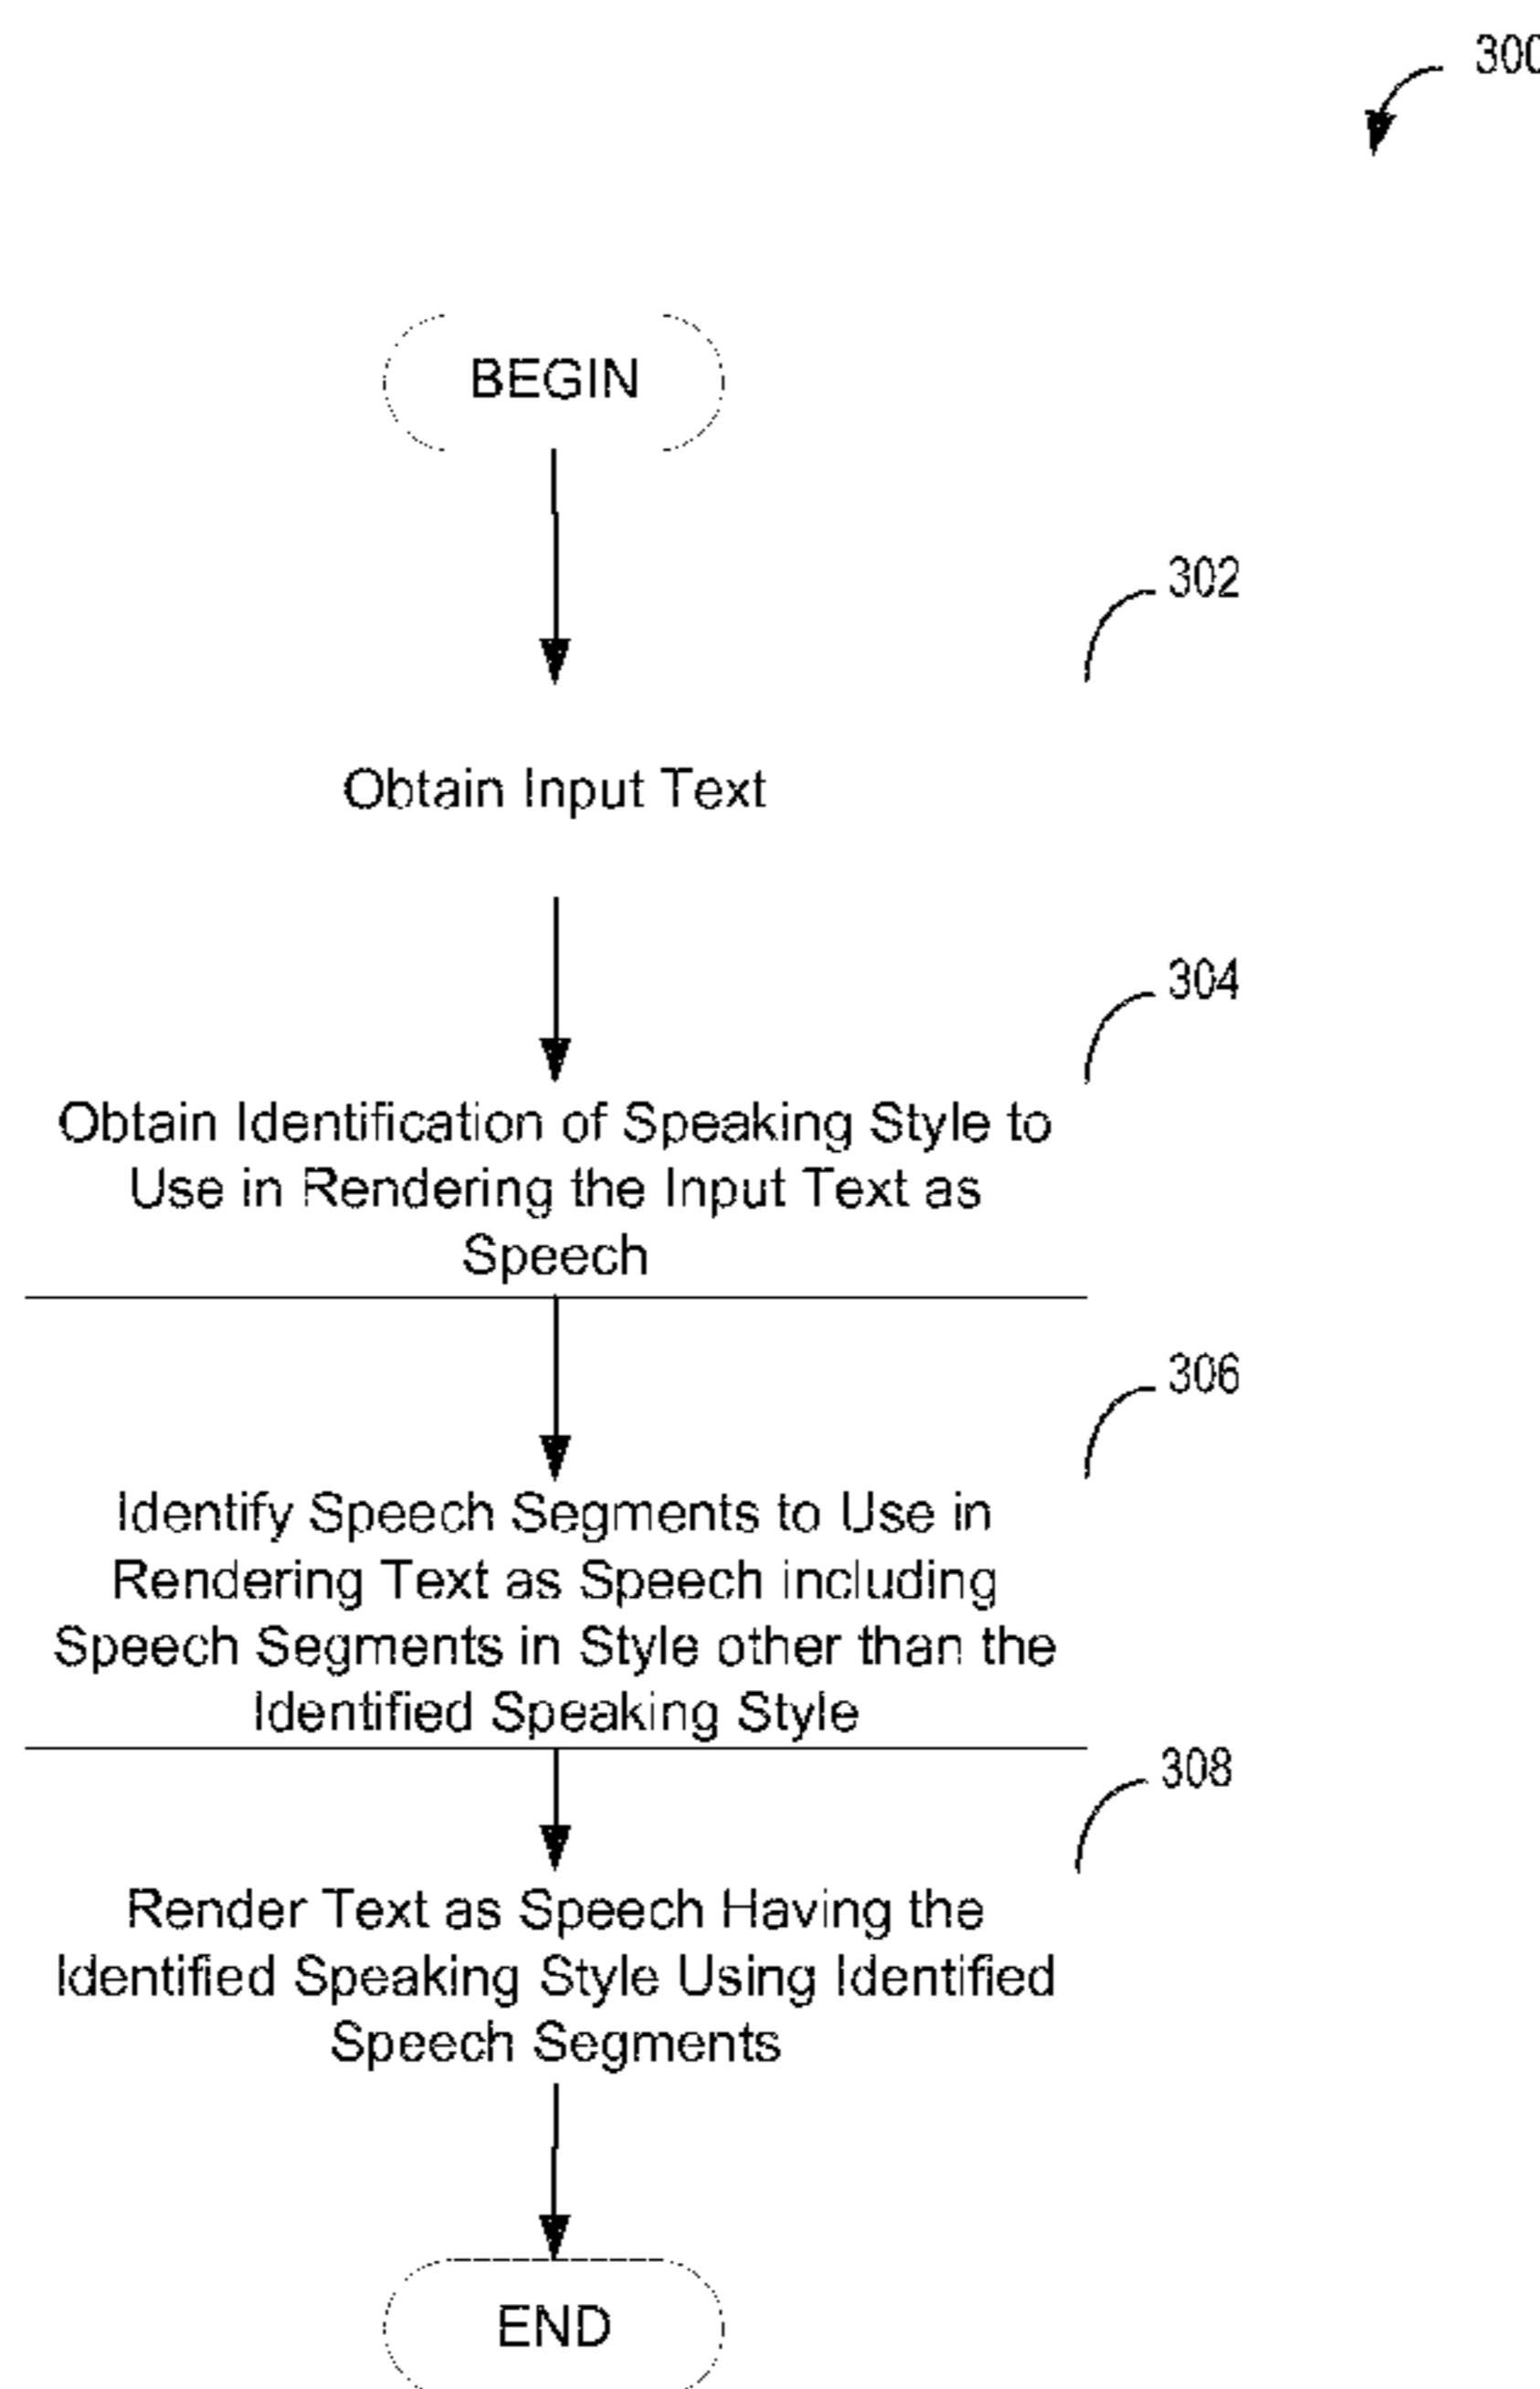 300
BEGIN
302
Obtain Input Text
304
Obtain Identification of Speaking Style to
Use in Rendering the Input Text as
Speech
306
Identify Speech Segments to Use in
Rendering Text as Speech including
Speech Segments in Style other than the
Identified Speaking Style
308
Render Text as Speech Having the
Identified Speaking Style Using Identified
Speech Segments
END